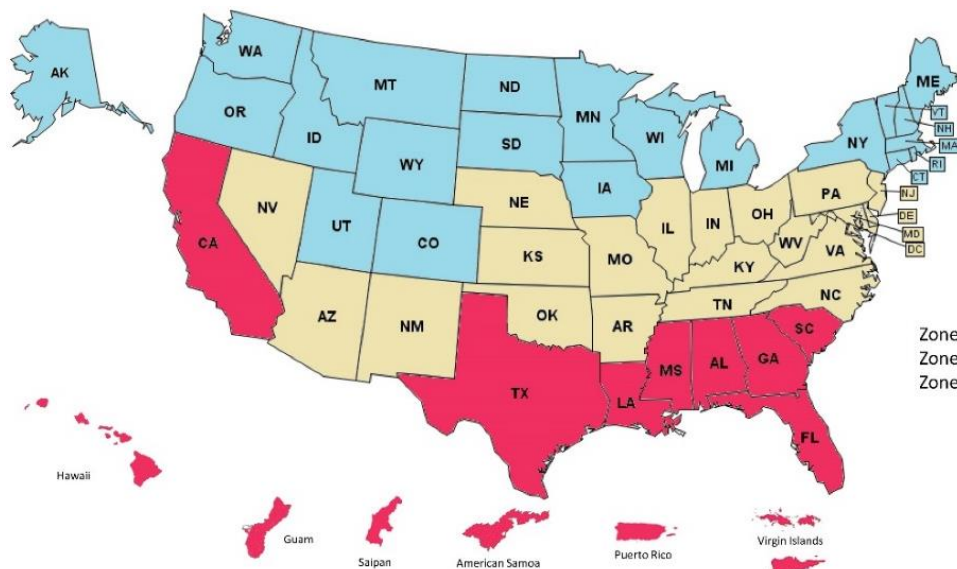 AK
WA
MT
ND
MN
ME
OR
ID
WY
SD
WI
MI
NY
VT
NH
MA
RI
CT
NJ
DE
MD
DC
CA
NV
UT
CO
NE
IA
KS
MO
IL
IN
OH
PA
WV
VA
KY
AZ
NM
OK
AR
TN
NC
TX
LA
MS
AL
GA
SC
FL
Zone
Zone
Zone
Hawaii
Guam
Saipan
American Samoa
Puerto Rico
Virgin Islands